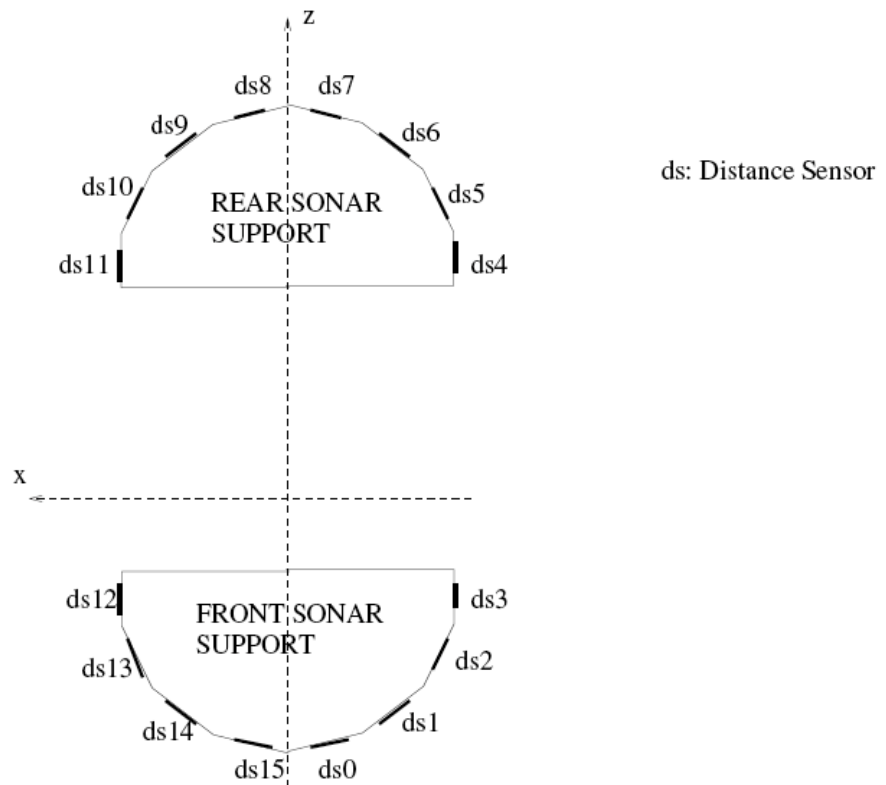 z
ds8
ds7
ds9
ds6
ds: Distance Sensor
ds10
ds5
REAR SONAR
SUPPORT
ds11
ds4
x
ds12
ds3
FRONT SONAR
SUPPORT
ds13
ds2
ds14
ds1
ds15
ds0